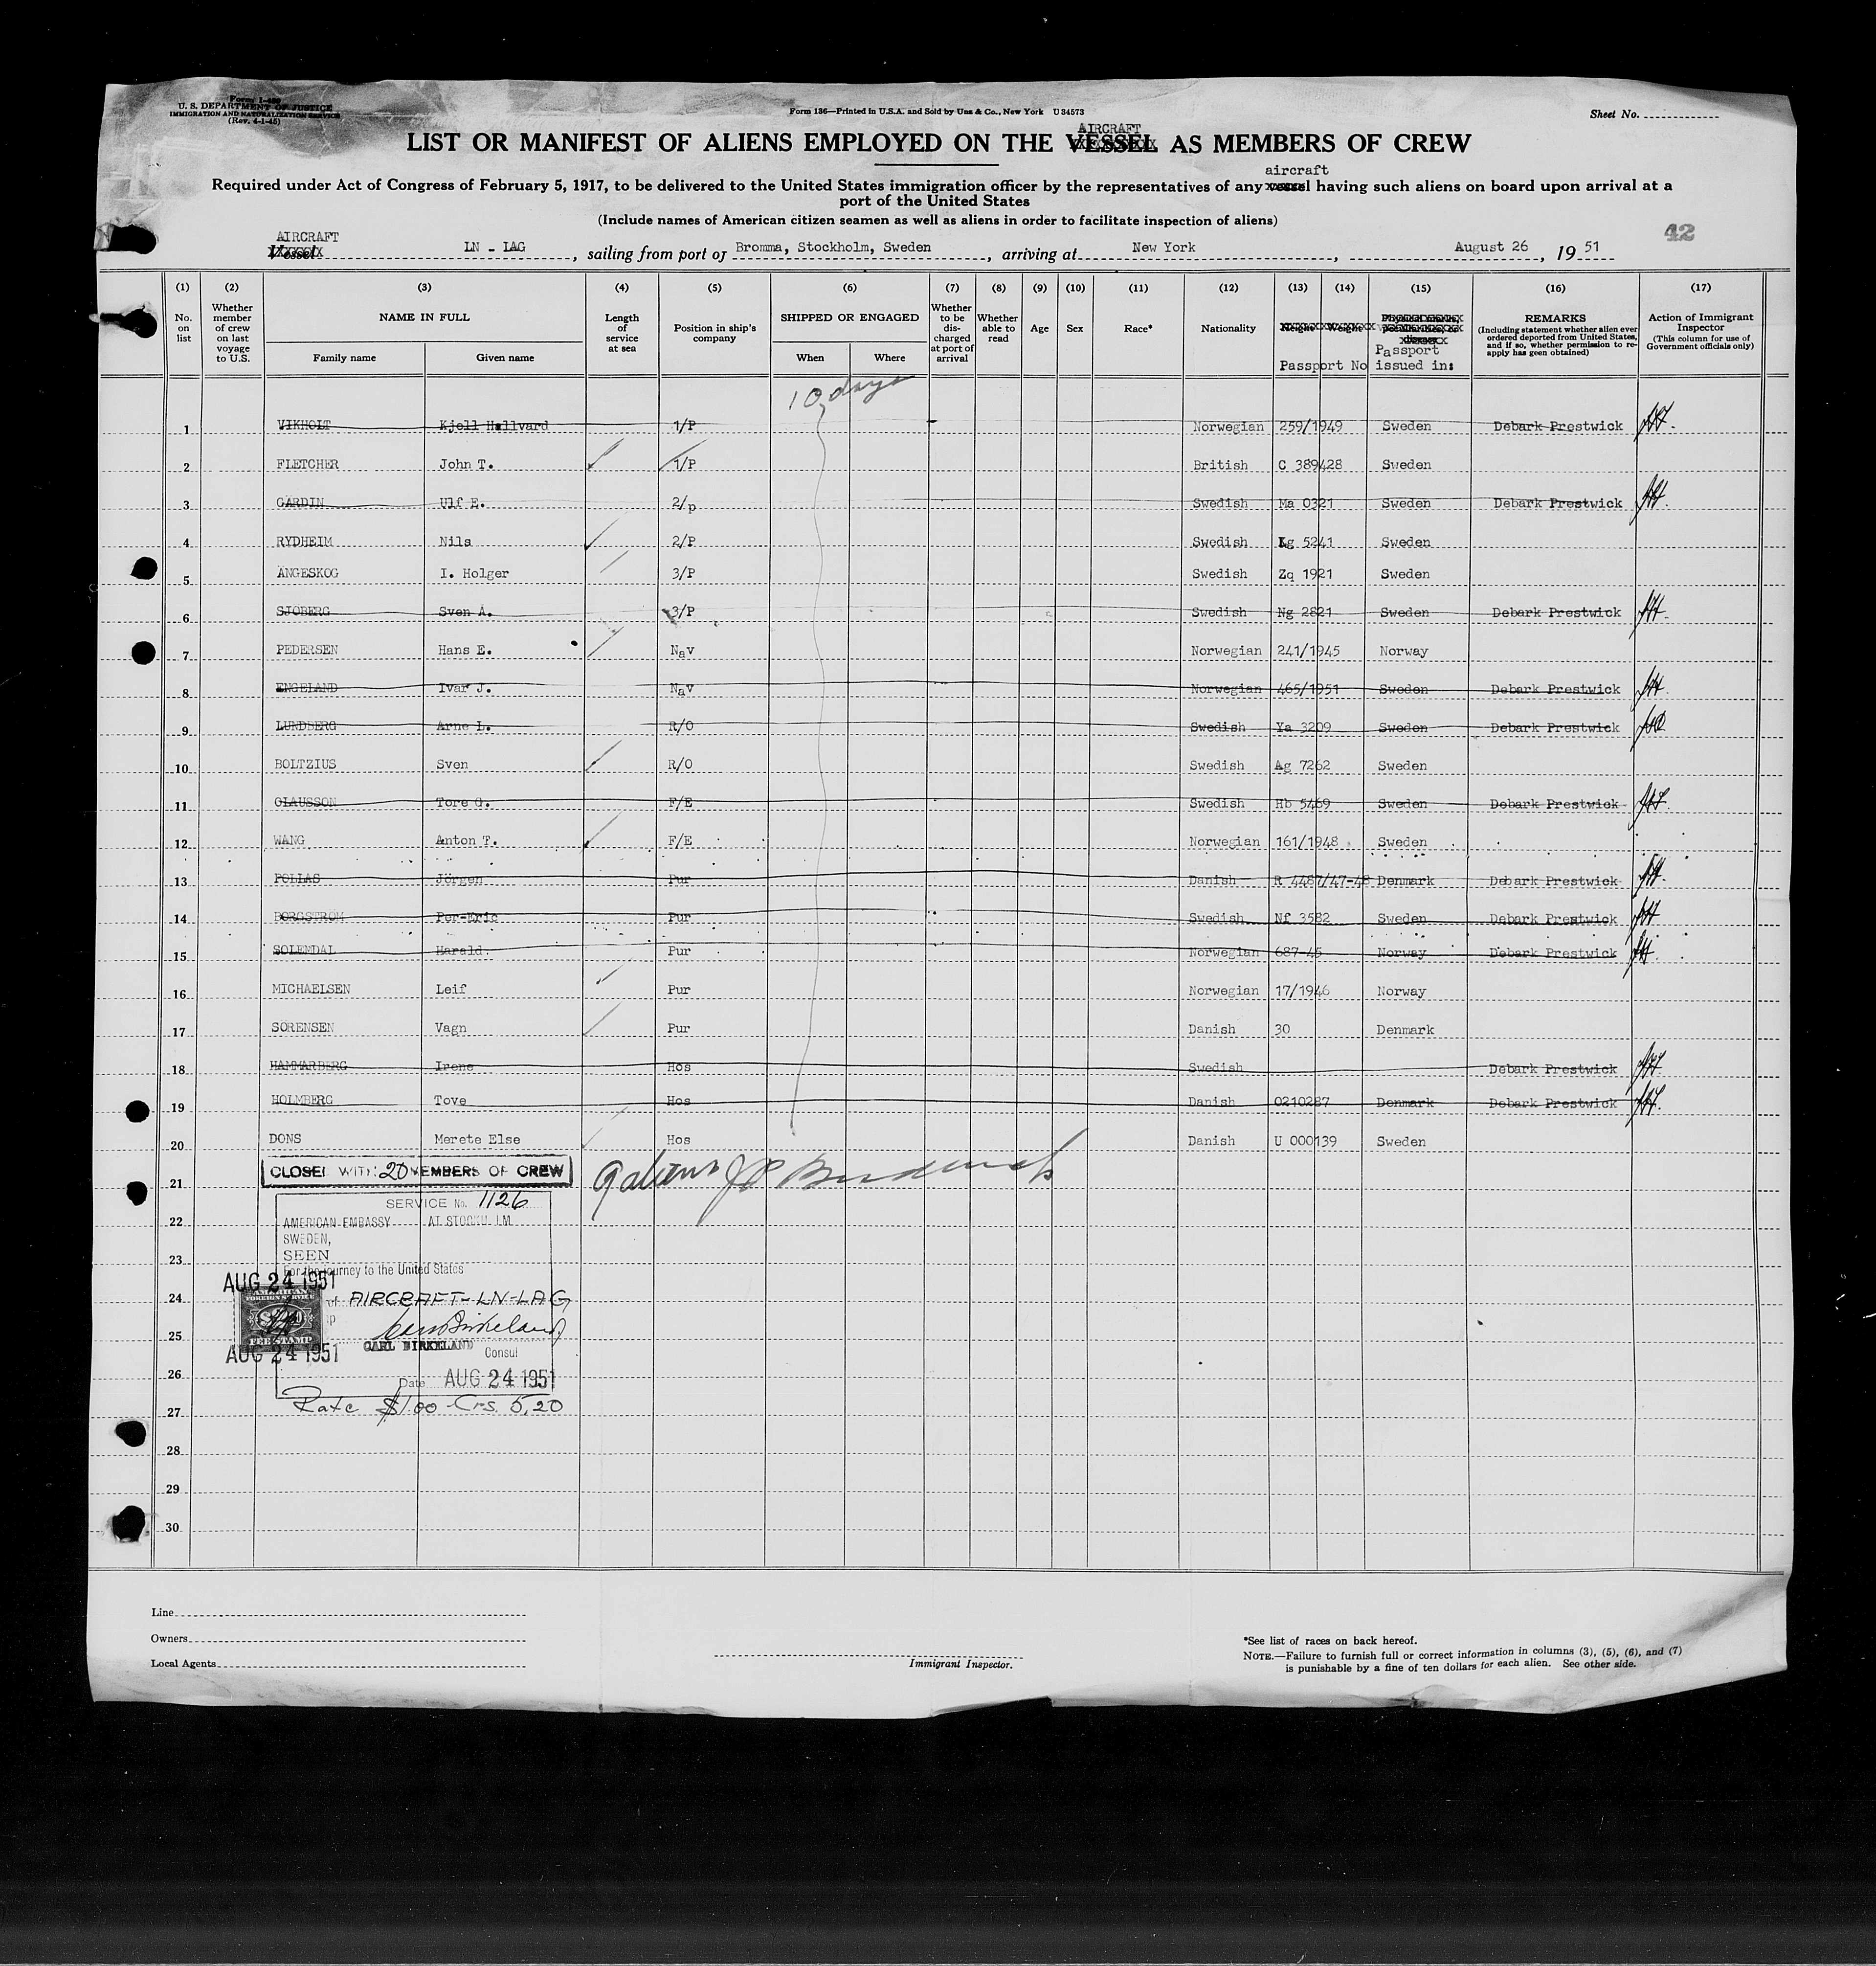 Form I-480
U. S. DEPARTMENT OF JUSTICE
IMMIGRATION AND NATURALIZATION SERVICE
(Rev. 4-1-45)
Form 136—Printed in U.S.A. and Sold by Unz & Co., New York U 34573
Sheet No.
AIRCRAFT
LIST OR MANIFEST OF ALIENS EMPLOYED ON THE VESSEL AS MEMBERS OF CREW
aircraft
Required under Act of Congress of February 5, 1917, to be delivered to the United States immigration officer by the representatives of any vessel having such aliens on board upon arrival at a
port of the United States
(Include names of American citizen seamen as well as aliens in order to facilitate inspection of aliens)
42
AIRCRAFT
Vessel LN - LAG, sailing from port of Bromma, Stockholm, Sweden, arriving at New York, August 26, 19 51
(1) (2) (3) (4) (5) (6) (7) (8) (9) (10) (11) (12) (13) (14) (15) (16) (17)
No. on list
Whether member of crew on last voyage to U.S.
NAME IN FULL
Family name Given name
Length of service at sea
Position in ship's company
SHIPPED OR ENGAGED
When Where
Whether to be discharged at port of arrival
Whether able to read
Age Sex Race* Nationality
Height Weight
Passport No
Passport issued in:
REMARKS
(Including statement whether alien ever ordered deported from United States, and if so, whether permission to reapply has geen obtained)
Action of Immigrant Inspector
(This column for use of Government officials only)
10 days
1 VIKHOLT Kjell Hallvard 1/P Norwegian 259/1949 Sweden Debark Prestwick
2 FLETCHER John T. 1/P British C 389428 Sweden
3 GÄRDIN Ulf E. 2/p Swedish Ma 0321 Sweden Debark Prestwick
4 RYDHEIM Nils 2/P Swedish Lg 5241 Sweden
5 ÄNGESKOG I. Holger 3/P Swedish Zq 1921 Sweden
6 SJÖBERG Sven A. 3/P Swedish Ng 2821 Sweden Debark Prestwick
7 PEDERSEN Hans E. Nav Norwegian 241/1945 Norway
8 ENGELAND Ivar J. Nav Norwegian 465/1951 Sweden Debark Prestwick
9 LUNDBERG Arne L. R/O Swedish Ya 3209 Sweden Debark Prestwick
10 BOLTZIUS Sven R/O Swedish Ag 7262 Sweden
11 CLAUSSON Tore G. F/E Swedish Hb 5469 Sweden Debark Prestwick
12 WANG Anton T. F/E Norwegian 161/1948 Sweden
13 POLLAS Jörgen Pur Danish R 4487/47-48 Denmark Debark Prestwick
14 BORGSTRÖM Per-Eric Pur Swedish Nf 3582 Sweden Debark Prestwick
15 SOLENDAL Harald Pur Norwegian 687-45 Norway Debark Prestwick
16 MICHAELSEN Leif Pur Norwegian 17/1946 Norway
17 SÖRENSEN Vagn Pur Danish 30 Denmark
18 HAMMARBERG Irene Hos Swedish Debark Prestwick
19 HOLMBERG Tove Hos Danish 0210287 Denmark Debark Prestwick
20 DONS Merete Else Hos Danish U 000139 Sweden
CLOSED WITH 20 MEMBERS OF CREW
9 aliens
21
SERVICE No. 1126
22
AMERICAN EMBASSY AT STOCKHOLM
SWEDEN,
SEEN
23
For the journey to the United States
AUG 24 1951
AMERICAN
FOREIGN SERVICE
FEE STAMP
24
of AIRCRAFT-LN-LAG
25
CARL BIRKELAND
Consul
AUG 24 1951
26
Date AUG 24 1951
Rate $1.00 - Crs. 5,20
27
28
29
30
Line
Owners
Local Agents
Immigrant Inspector.
*See list of races on back hereof.
NOTE.—Failure to furnish full or correct information in columns (3), (5), (6), and (7)
is punishable by a fine of ten dollars for each alien. See other side.